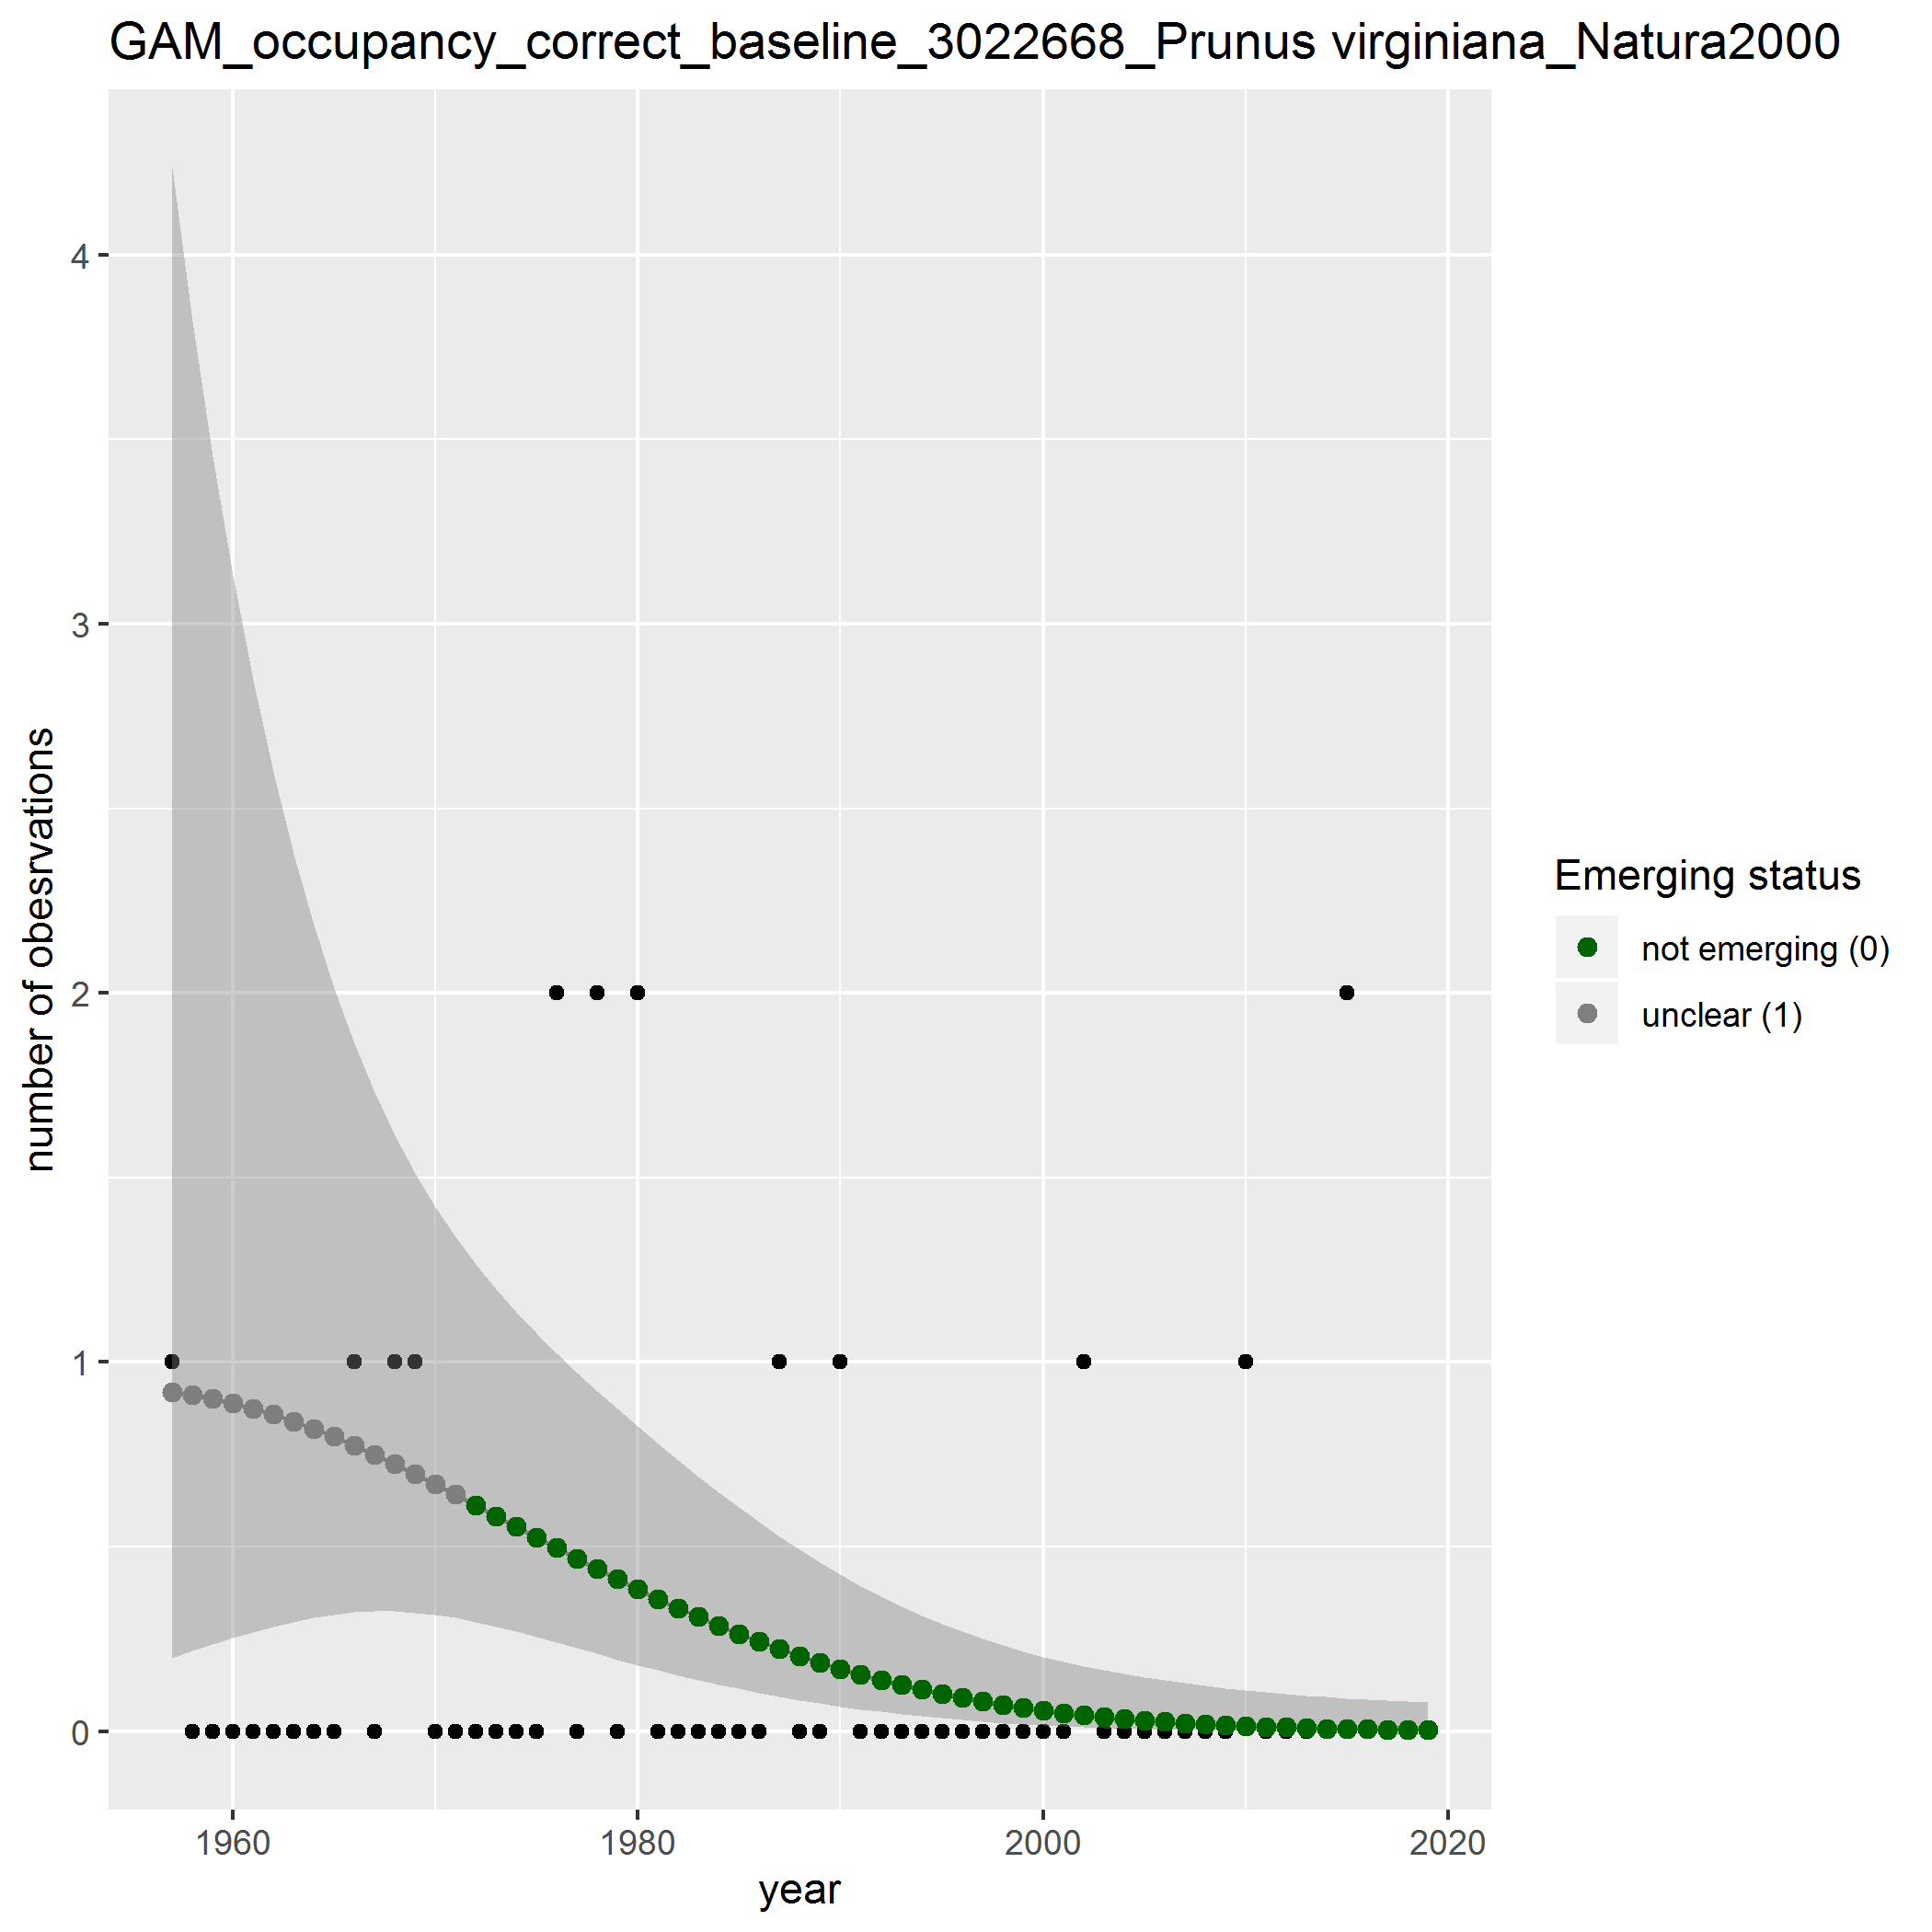 GAM_occupancy_correct_baseline_3022668_Prunus virginiana_Natura2000
4
3
2
1
0
number of obesrvations
1960
1980
2000
2020
year
Emerging status
not emerging (0)
unclear (1)